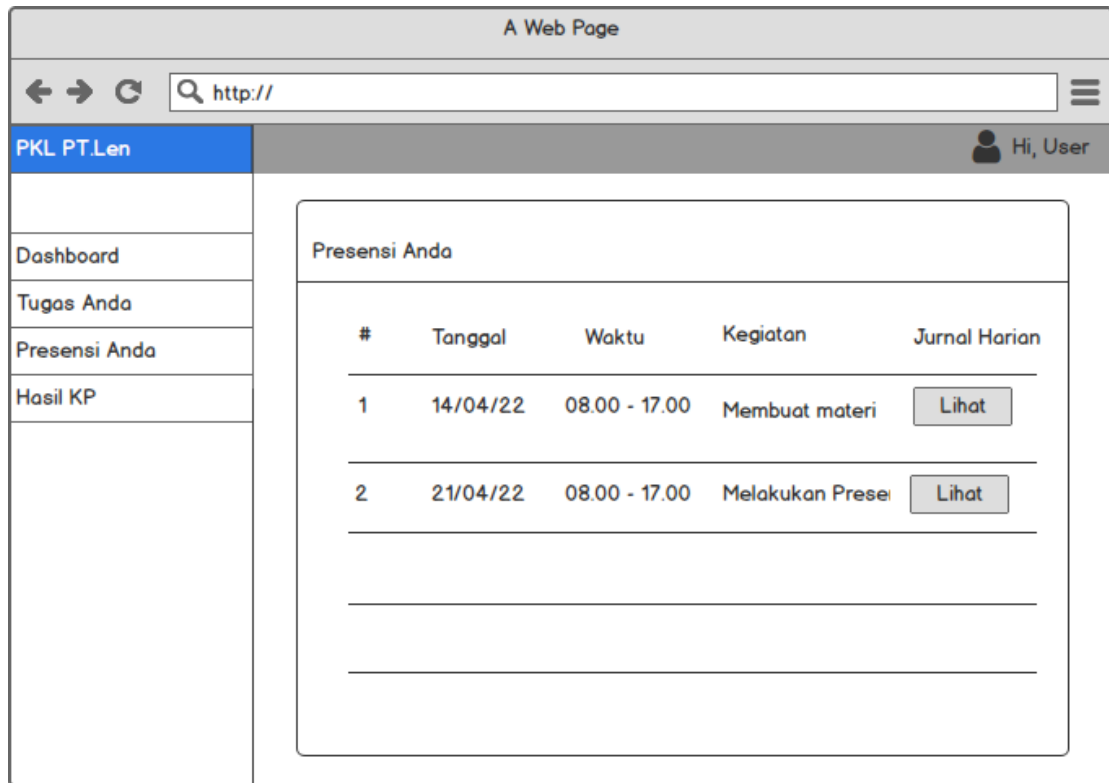 A Web Page
http://
PKL PT.Len
Hi, User
Dashboard
Tugas Anda
Presensi Anda
Hasil KP
Presensi Anda
# Tanggal Waktu Kegiatan Jurnal Harian
1 14/04/22 08.00 - 17.00 Membuat materi Lihat
2 21/04/22 08.00 - 17.00 Melakukan Lihat